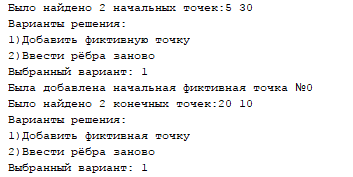 Было найдено 2 начальных точек:5 30
Варианты решения:
1)Добавить фиктивную точку
2)Ввести рёбра заново
Выбранный вариант: 1
Была добавлена начальная фиктивная точка №0
Было найдено 2 конечных точек:20 10
Варианты решения:
1)Добавить фиктивная точку
2)Ввести рёбра заново
Выбранный вариант: 1